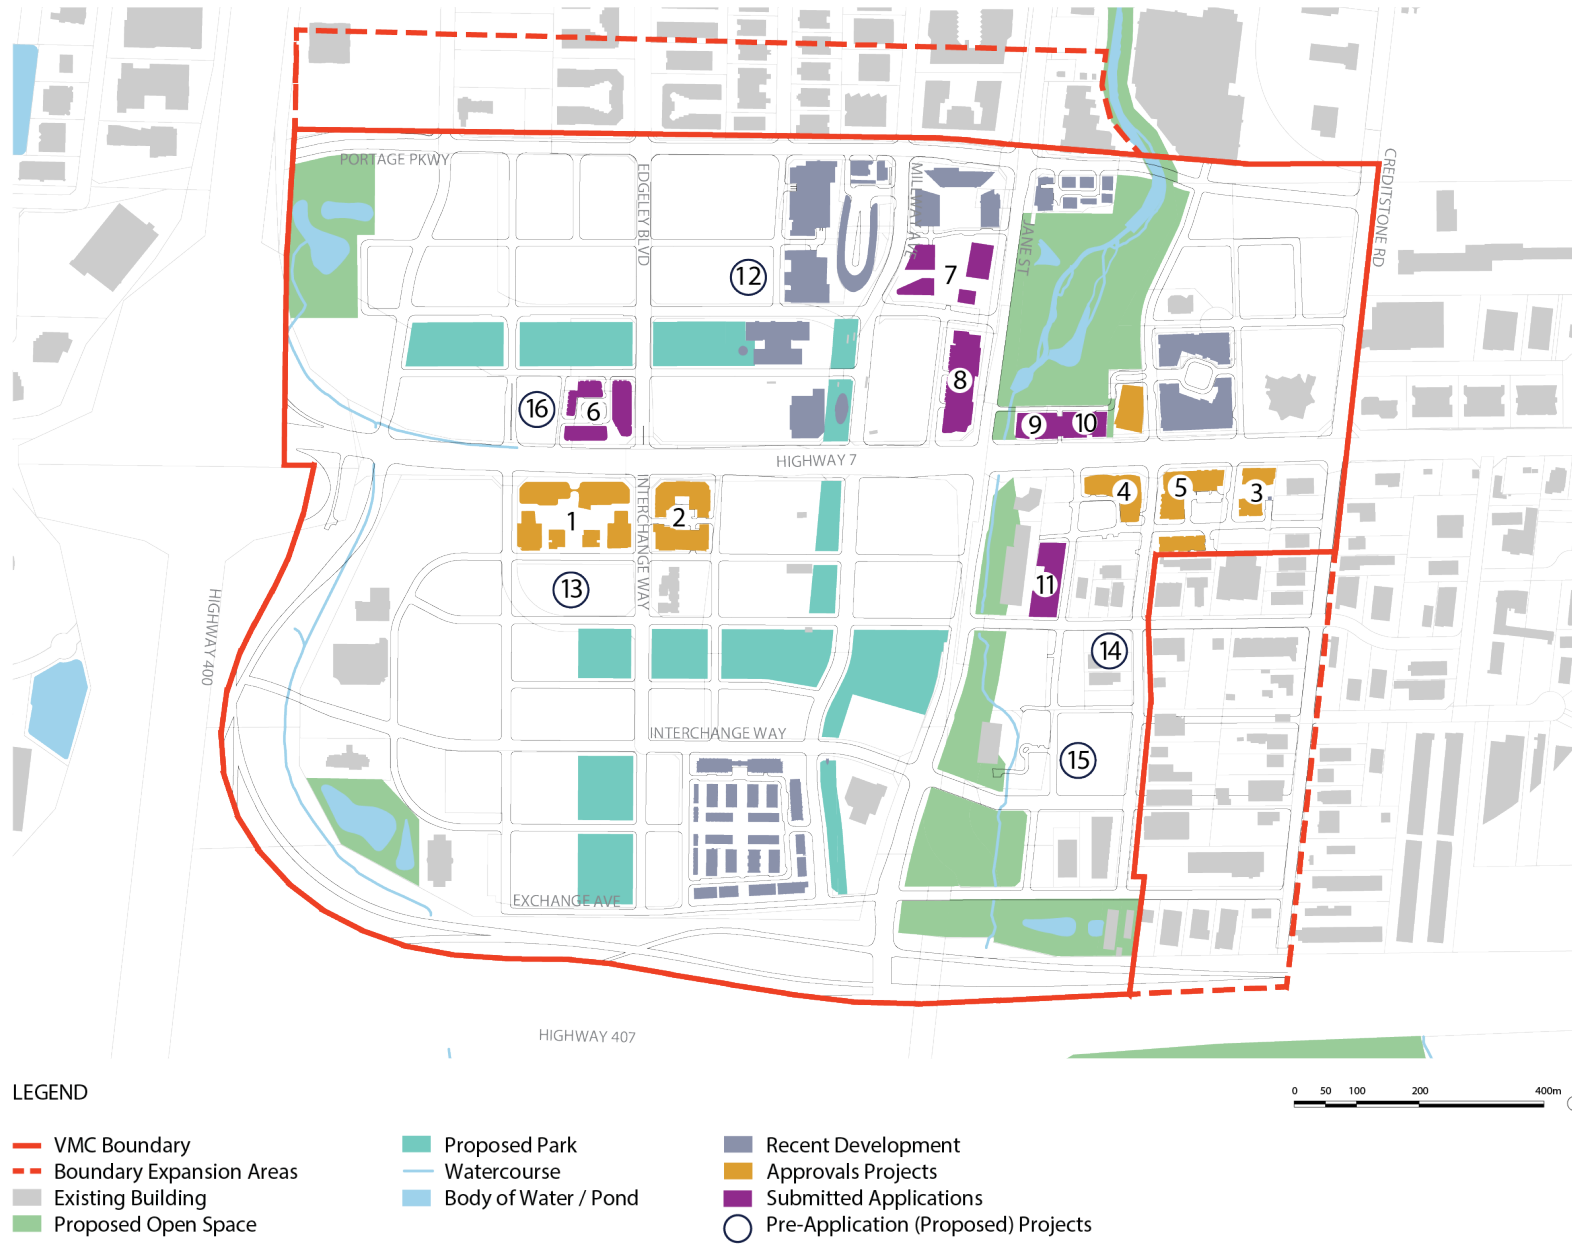 PORTAGE PKWY
EDGELEY BLVD
MILLWAY AVE
JANE ST
CREDITSTONE RD
12
7
16
6
8
9
10
HIGHWAY 7
1
2
INTERCHANGE WAY
4
5
3
13
11
HIGHWAY 400
14
INTERCHANGE WAY
15
EXCHANGE AVE
HIGHWAY 407
LEGEND
0 50 100 200 400m
VMC Boundary
Boundary Expansion Areas
Existing Building
Proposed Open Space
Proposed Park
Watercourse
Body of Water / Pond
Recent Development
Approvals Projects
Submitted Applications
Pre-Application (Proposed) Projects